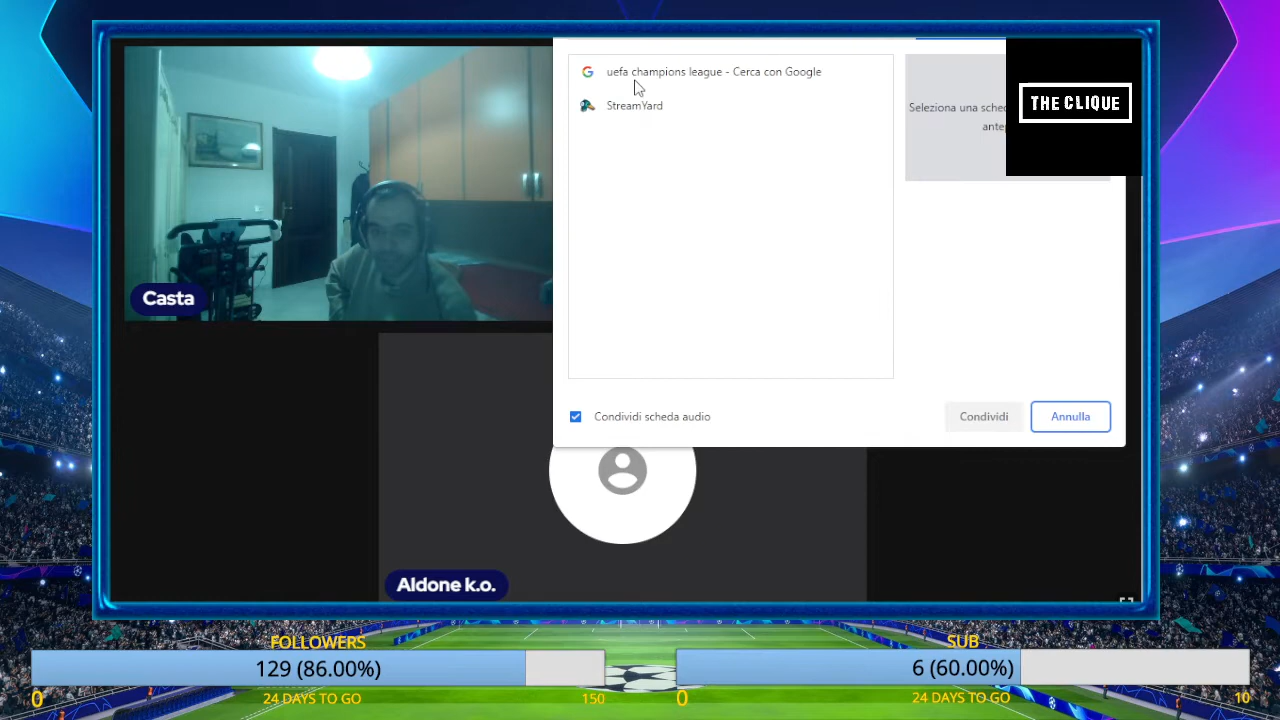 uefa champions league - Cerca con Google
StreamYard
Seleziona una sched
antep
THE CLIQUE
Casta
Condividi scheda audio
Condividi
Annulla
Aldone k.o.
FOLLOWERS
129 (86.00%)
0
24 DAYS TO GO
150
SUB
6 (60.00%)
0
24 DAYS TO GO
10